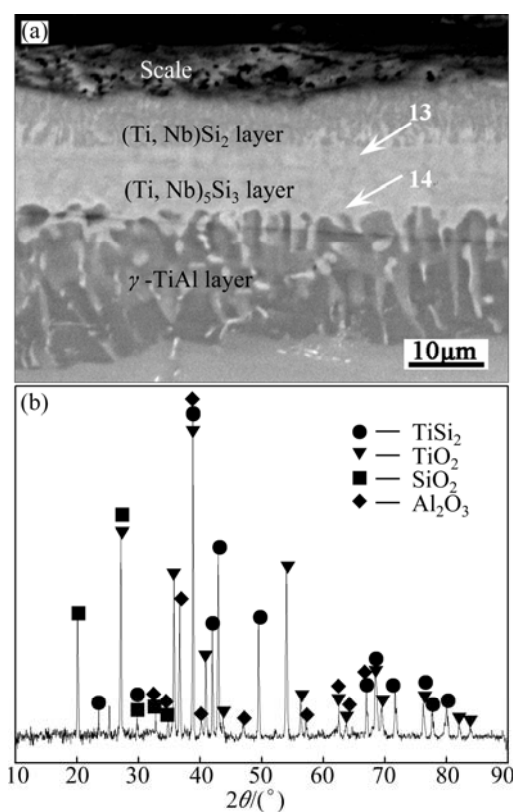 (a)
Scale
13
(Ti, Nb)Si₂ layer
(Ti, Nb)₅Si₃ layer
14
γ -TiAl layer
10μm
(b)
● — TiSi₂
▼ — TiO₂
■ — SiO₂
◆ — Al₂O₃
10 20 30 40 50 60 70 80 90
2θ/(°)